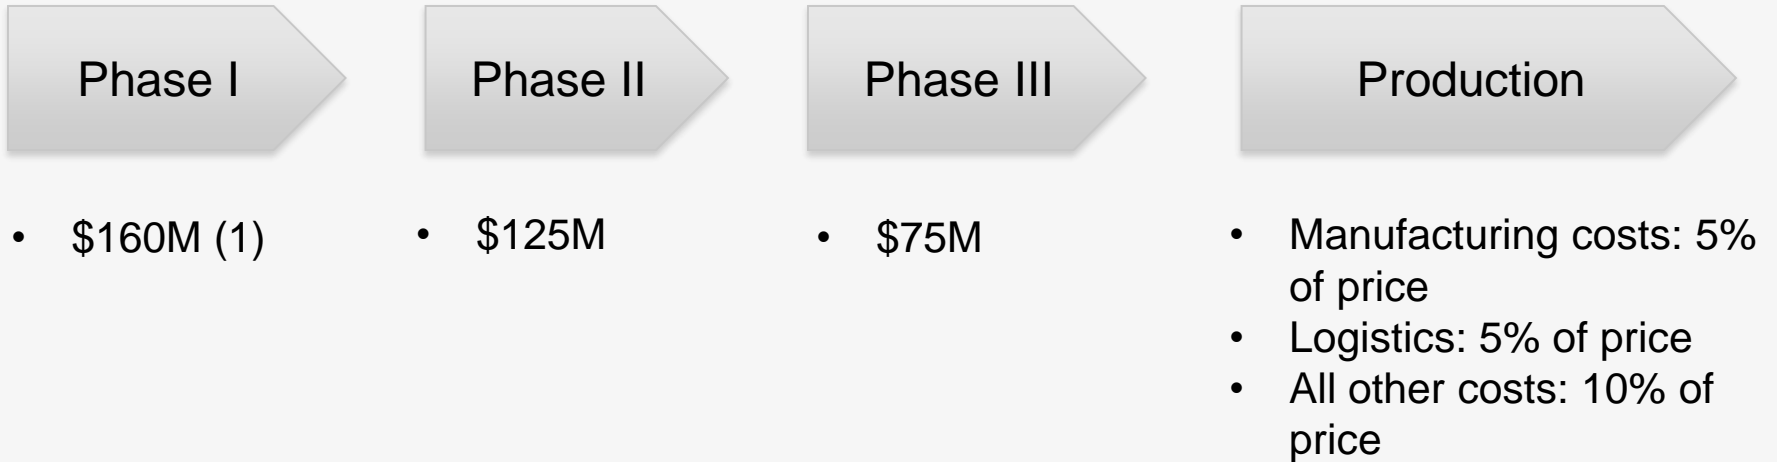 Phase I
Phase II
Phase III
Production
• $160M (1)
• $125M
• $75M
• Manufacturing costs: 5%
of price
• Logistics: 5% of price
• All other costs: 10% of
price